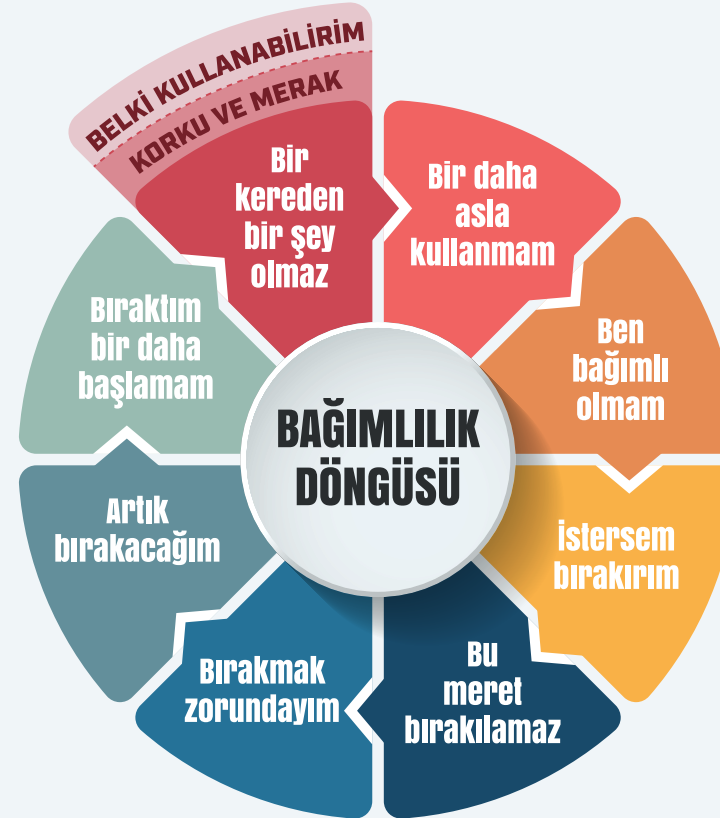 BELKİ KULLANABİLİRİM
KORKU VE MERAK
Bir
kereden
bir şey
olmaz
Bir daha
asla
kullanmam
Ben
bağımlı
olmam
istersem
bırakırım
Bu
meret
bırakılamaz
Bırakmak
zorundayım
Artık
bırakacağım
Bıraktım
bir daha
başlamam
BAĞIMLILIK
DÖNGÜSÜ